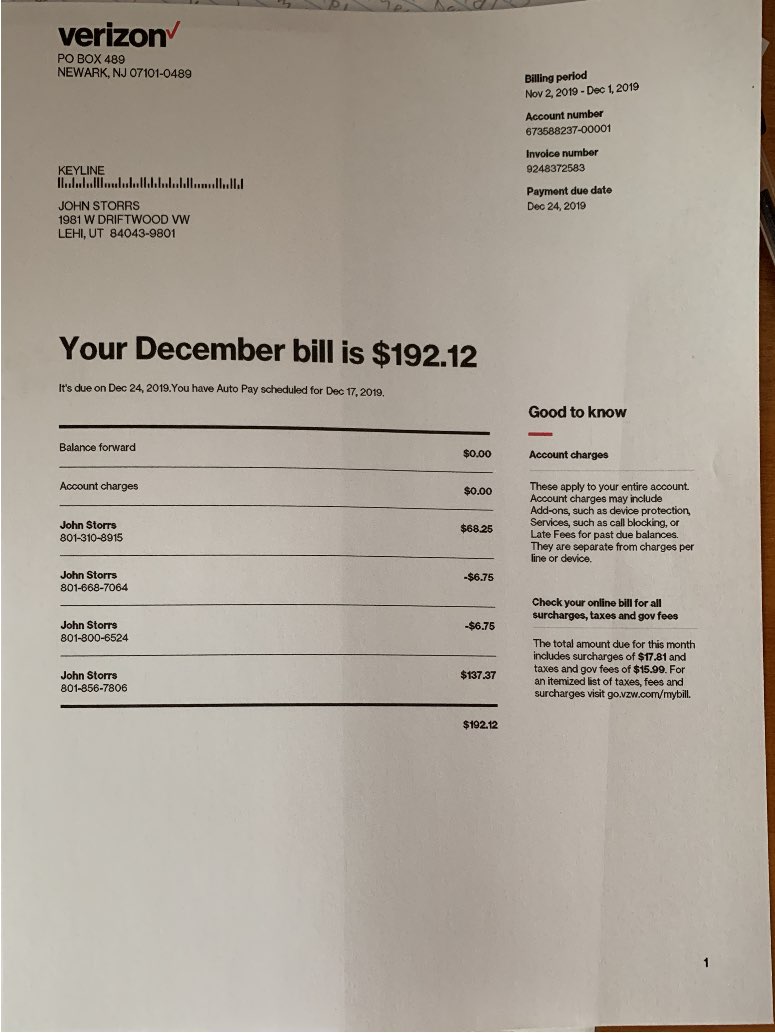 verizon
PO BOX 489
NEWARK, NJ 07101-0489
Billing period
Nov 2, 2019 - Dec 1, 2019
Account number
673588237-00001
Invoice number
9248372583
Payment due date
Dec 24, 2019
KEYLINE
JOHN STORRS
1981 W DRIFTWOOD VW
LEHI, UT 84043-9801
Your December bill is $192.12
It's due on Dec 24, 2019.You have Auto Pay scheduled for Dec 17, 2019.
Balance forward $0.00
Account charges $0.00
John Storrs $68.25
801-310-8915
John Storrs -$6.75
801-668-7064
John Storrs -$6.75
801-800-6524
John Storrs $137.37
801-856-7806
$192.12
Good to know
Account charges
These apply to your entire account.
Account charges may include
Add-ons, such as device protection,
Services, such as call blocking, or
Late Fees for past due balances.
They are separate from charges per
line or device.
Check your online bill for all
surcharges, taxes and gov fees
The total amount due for this month
includes surcharges of $17.81 and
taxes and gov fees of $15.99. For
an itemized list of taxes, fees and
surcharges visit go.vzw.com/mybill.
1